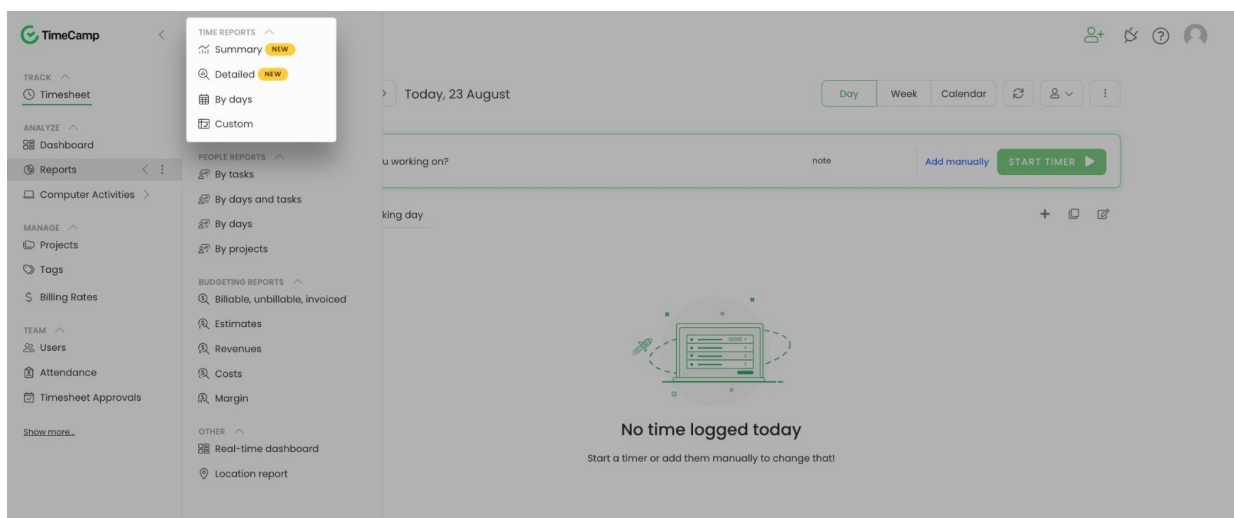 TimeCamp
TRACK
Timesheet
ANALYZE
Dashboard
Reports
Computer Activities
MANAGE
Projects
Tags
Billing Rates
TEAM
Users
Attendance
Timesheet Approvals
Show more...
TIME REPORTS
Summary NEW
Detailed NEW
By days
Custom
PEOPLE REPORTS
By tasks
By days and tasks
By days
By projects
BUDGETING REPORTS
Billable, unbillable, invoiced
Estimates
Revenues
Costs
Margin
OTHER
Real-time dashboard
Location report
Today, 23 August
Day Week Calendar
u working on? note Add manually START TIMER
king day
No time logged today
Start a timer or add them manually to change that!